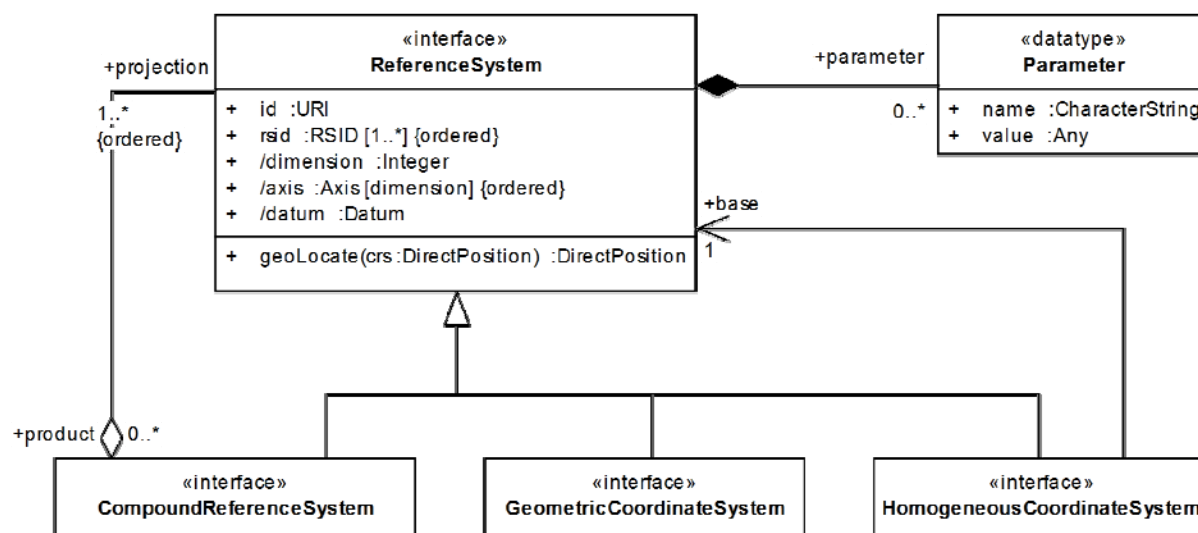 «interface»
ReferenceSystem
+ id :URI
+ rsid :RSID [1..*] {ordered}
+ /dimension :Integer
+ /axis :Axis [dimension] {ordered}
+ /datum :Datum
+ geoLocate(crs :DirectPosition) :DirectPosition
+projection
1..*
{ordered}
+parameter
0..*
«datatype»
Parameter
+ name :CharacterString
+ value :Any
+base
1
+product
0..*
«interface»
CompoundReferenceSystem
«interface»
GeometricCoordinateSystem
«interface»
HomogeneousCoordinateSystem